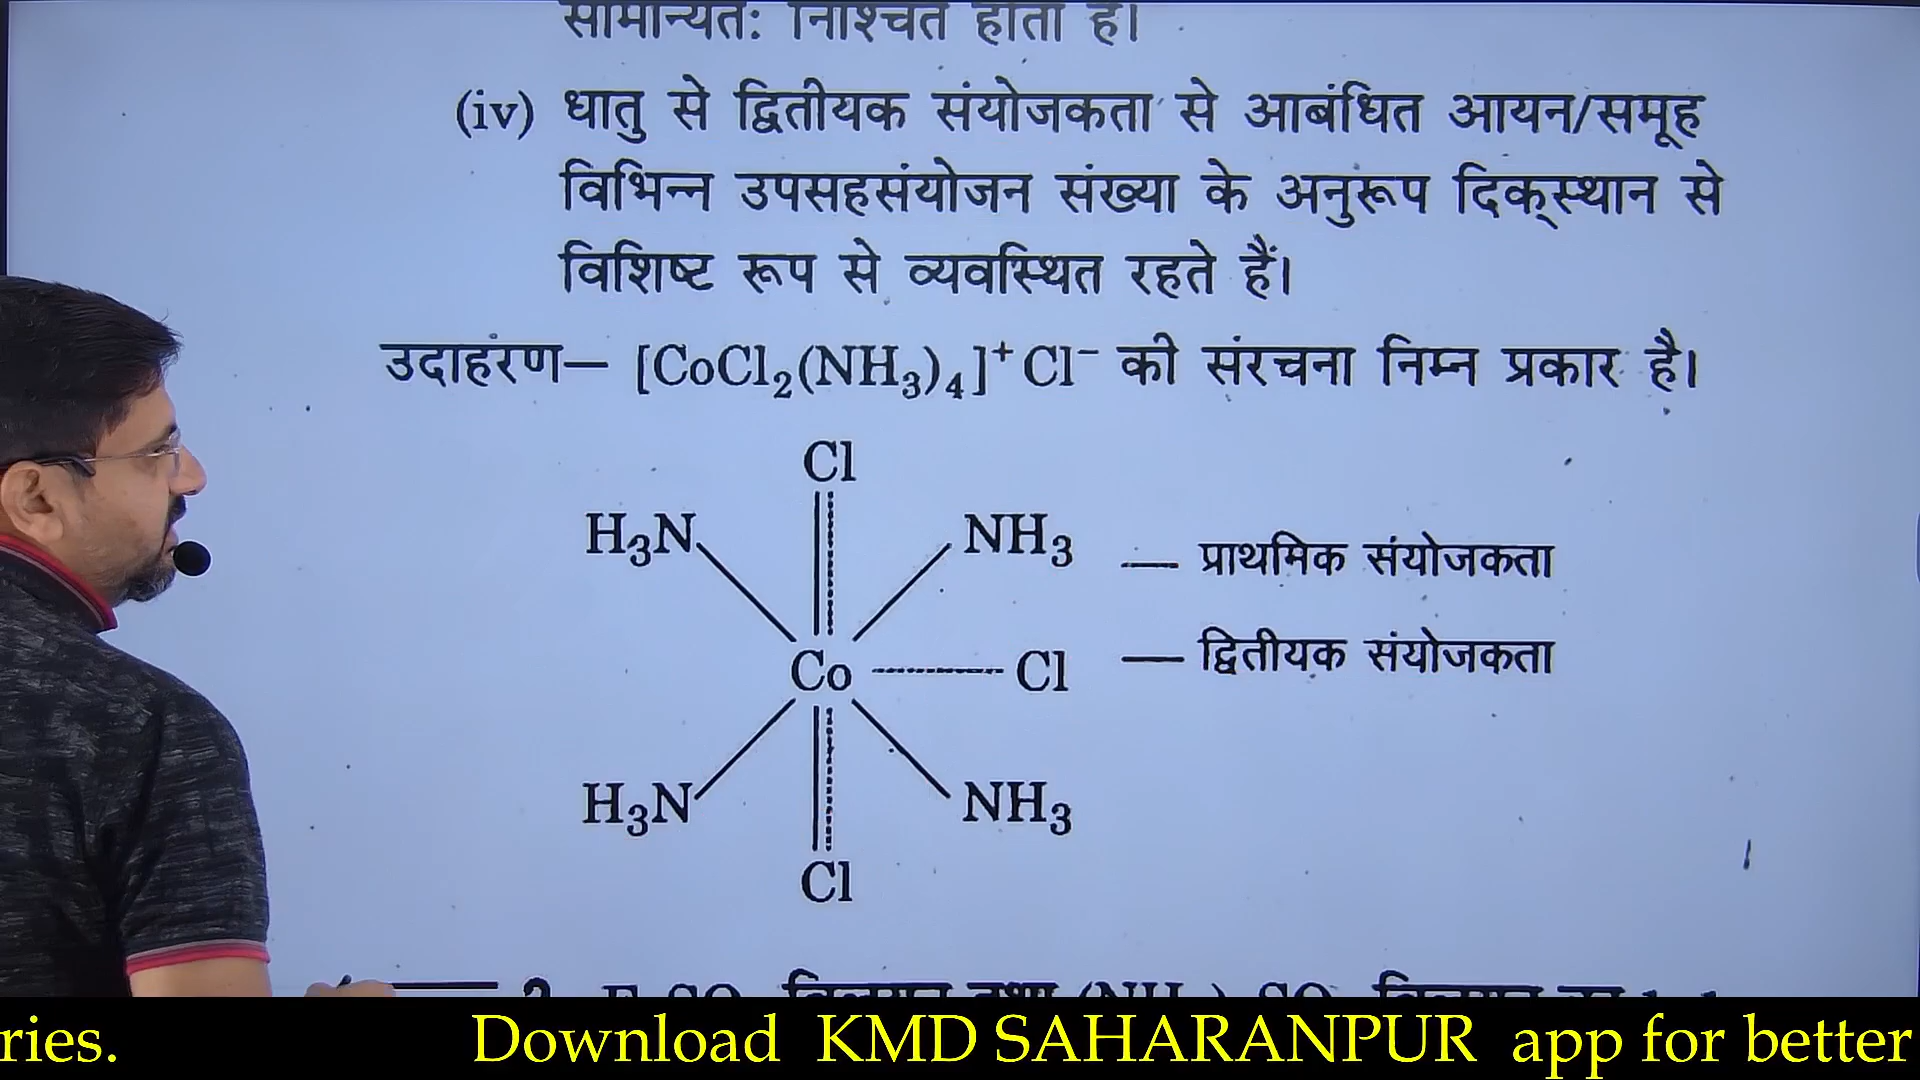 सामान्यतः निश्चित होता है।
(iv) धातु से द्वितीयक संयोजकता से आबंधित आयन/समूह
विभिन्न उपसहसंयोजन संख्या के अनुरूप दिक्स्थान से
विशिष्ट रूप से व्यवस्थित रहते हैं।
उदाहरण— [CoCl₂(NH₃)₄]⁺Cl⁻ की संरचना निम्न प्रकार है।
Cl
H₃N NH₃ — प्राथमिक संयोजकता
Co Cl — द्वितीयक संयोजकता
H₃N NH₃
Cl
ries. Download KMD SAHARANPUR app for better